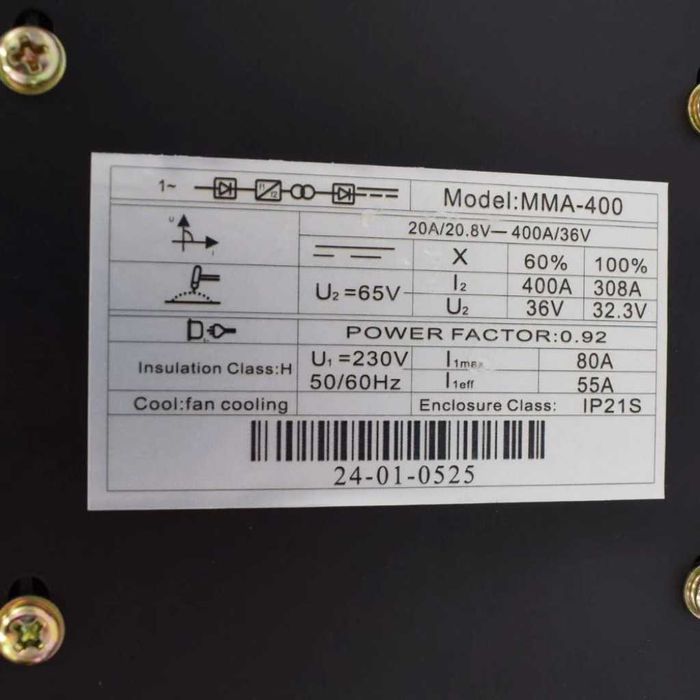 1~ f1 f2 Model:MMA-400
U I 20A/20.8V—400A/36V
X 60% 100%
U2=65V I2 400A 308A
U2 36V 32.3V
POWER FACTOR:0.92
Insulation Class:H U1=230V I1max 80A
50/60Hz I1eff 55A
Cool:fan cooling Enclosure Class: IP21S
24-01-0525